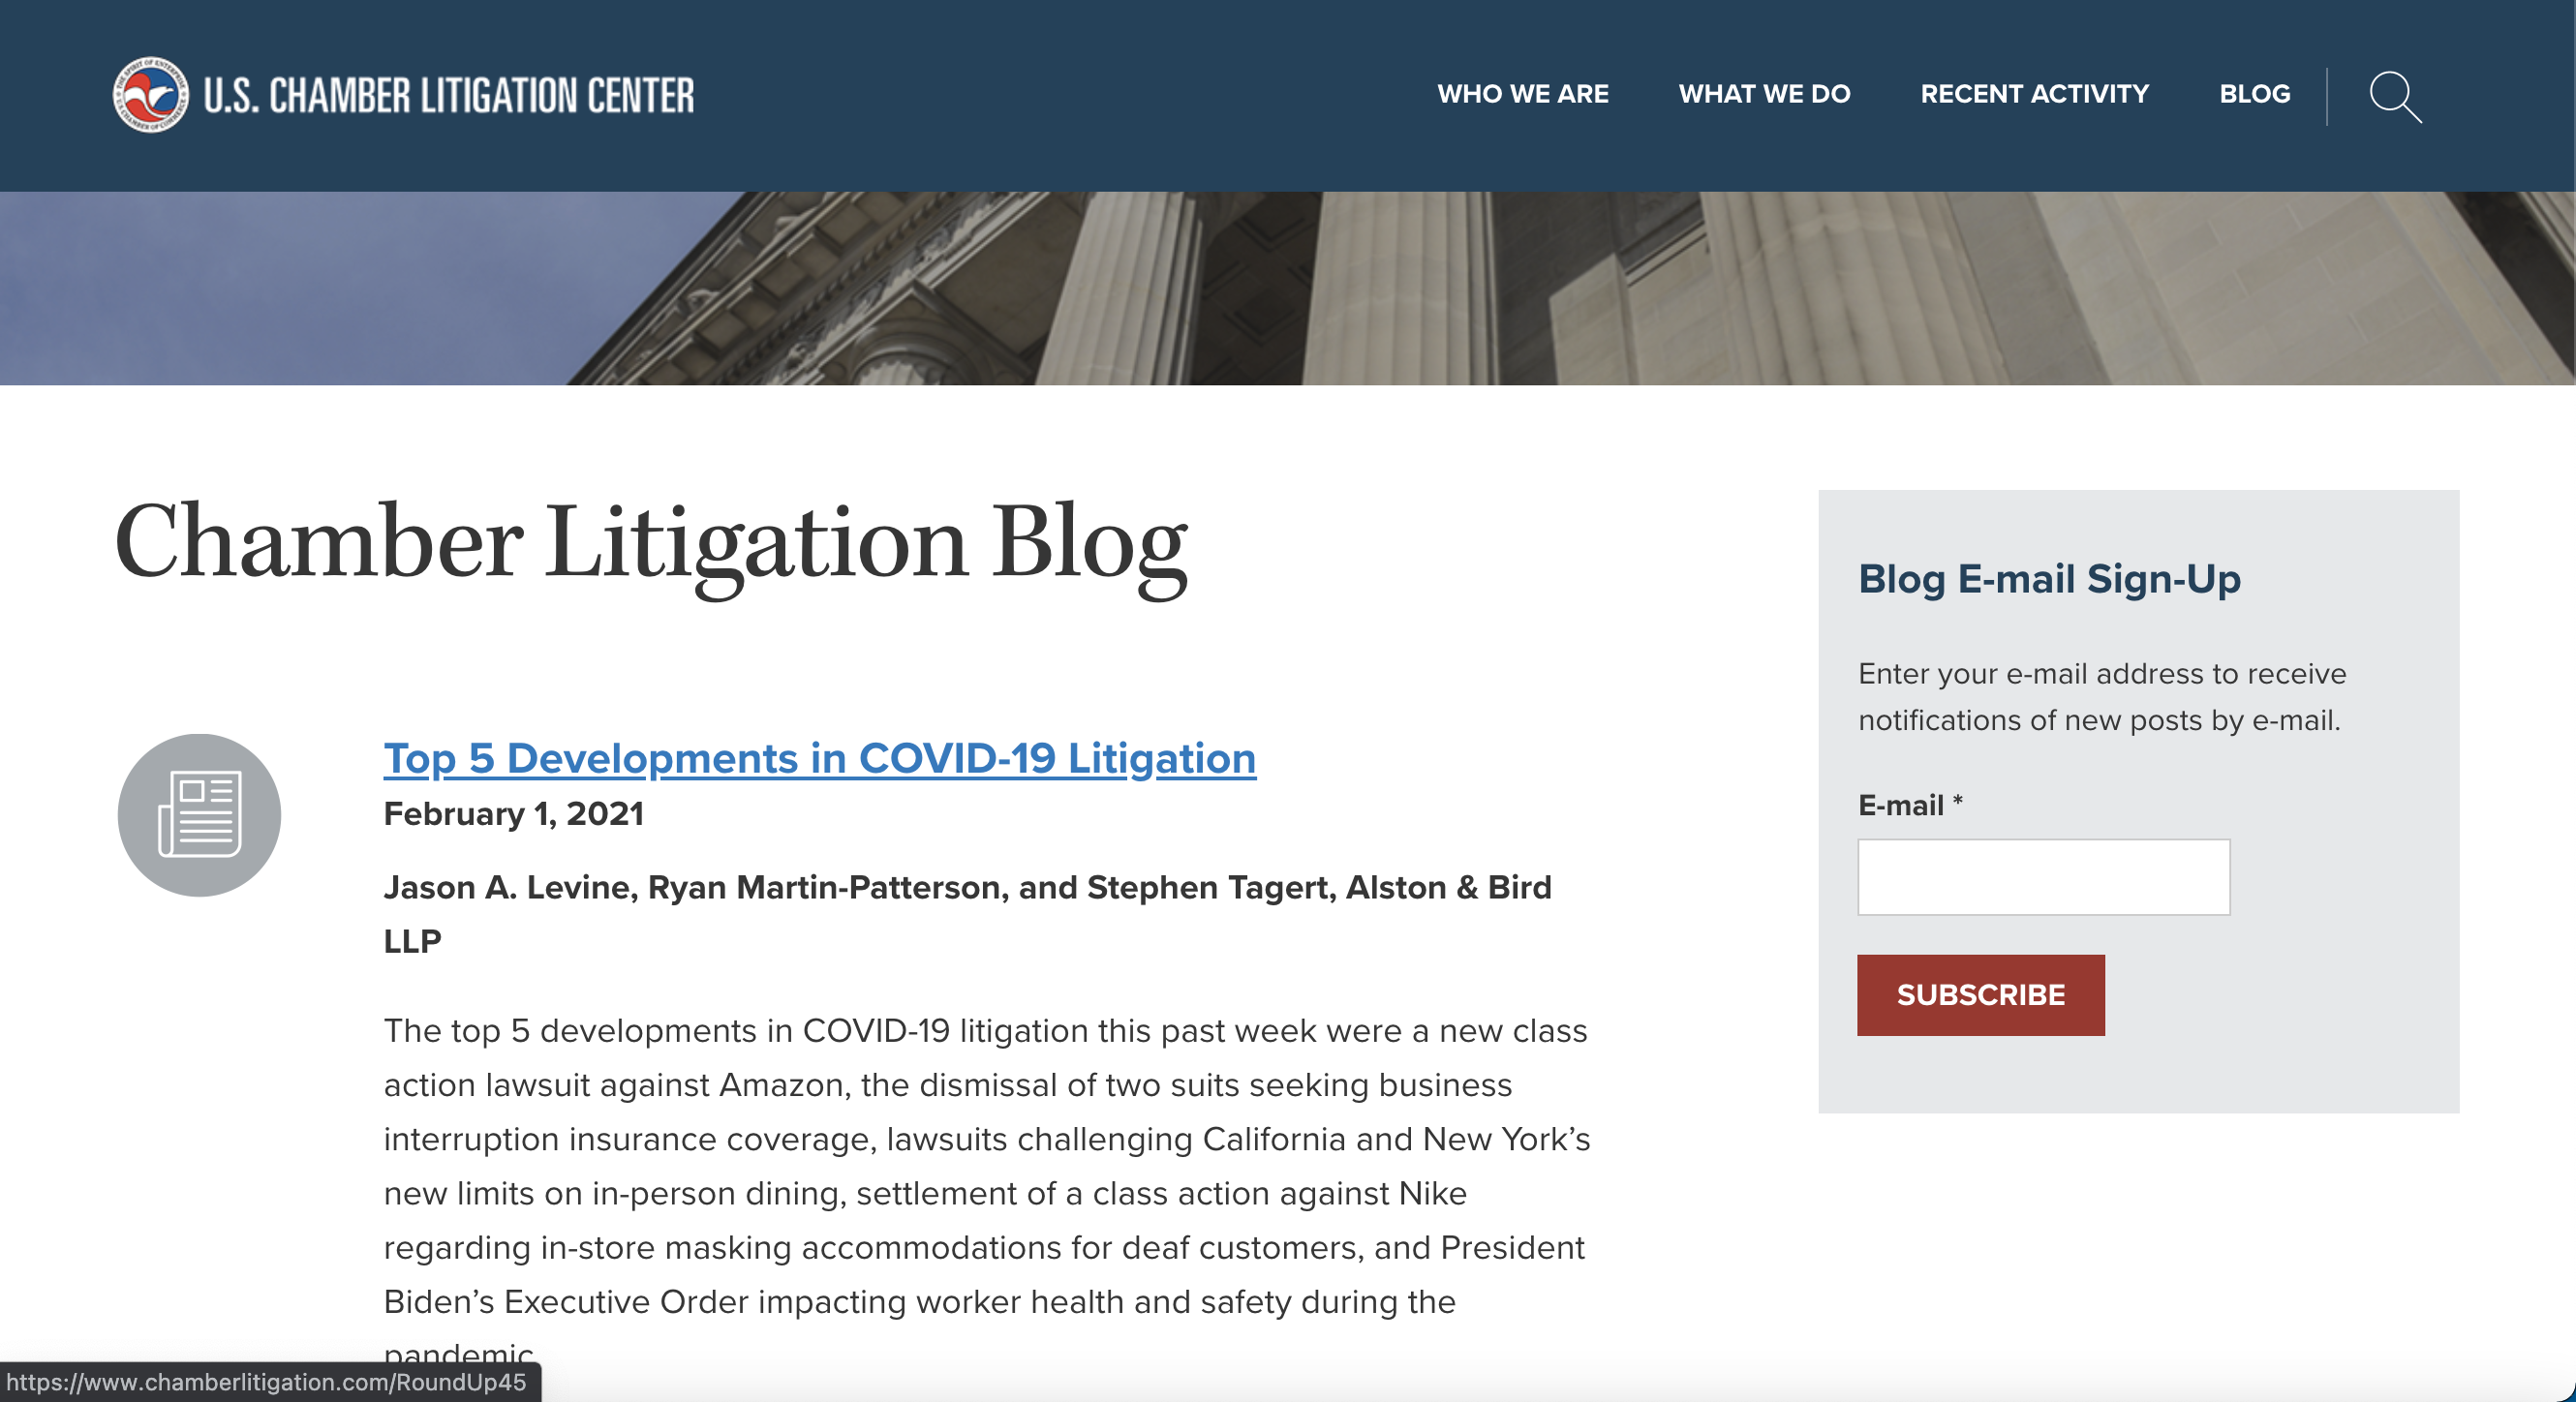 U.S. CHAMBER LITIGATION CENTER
WHO WE ARE
WHAT WE DO
RECENT ACTIVITY
BLOG
Chamber Litigation Blog
Top 5 Developments in COVID-19 Litigation
February 1, 2021
Jason A. Levine, Ryan Martin-Patterson, and Stephen Tagert, Alston & Bird
LLP
The top 5 developments in COVID-19 litigation this past week were a new class
action lawsuit against Amazon, the dismissal of two suits seeking business
interruption insurance coverage, lawsuits challenging California and New York’s
new limits on in-person dining, settlement of a class action against Nike
regarding in-store masking accommodations for deaf customers, and President
Biden’s Executive Order impacting worker health and safety during the
pandemic
Blog E-mail Sign-Up
Enter your e-mail address to receive
notifications of new posts by e-mail.
E-mail *
SUBSCRIBE
https://www.chamberlitigation.com/RoundUp45